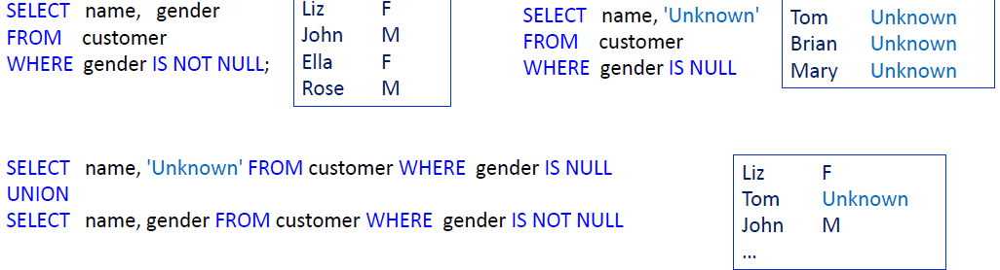 SELECT name, gender
FROM customer
WHERE gender IS NOT NULL;
Liz F
John M
Ella F
Rose M
SELECT name, 'Unknown'
FROM customer
WHERE gender IS NULL
Tom Unknown
Brian Unknown
Mary Unknown
SELECT name, 'Unknown' FROM customer WHERE gender IS NULL
UNION
SELECT name, gender FROM customer WHERE gender IS NOT NULL
Liz F
Tom Unknown
John M
...